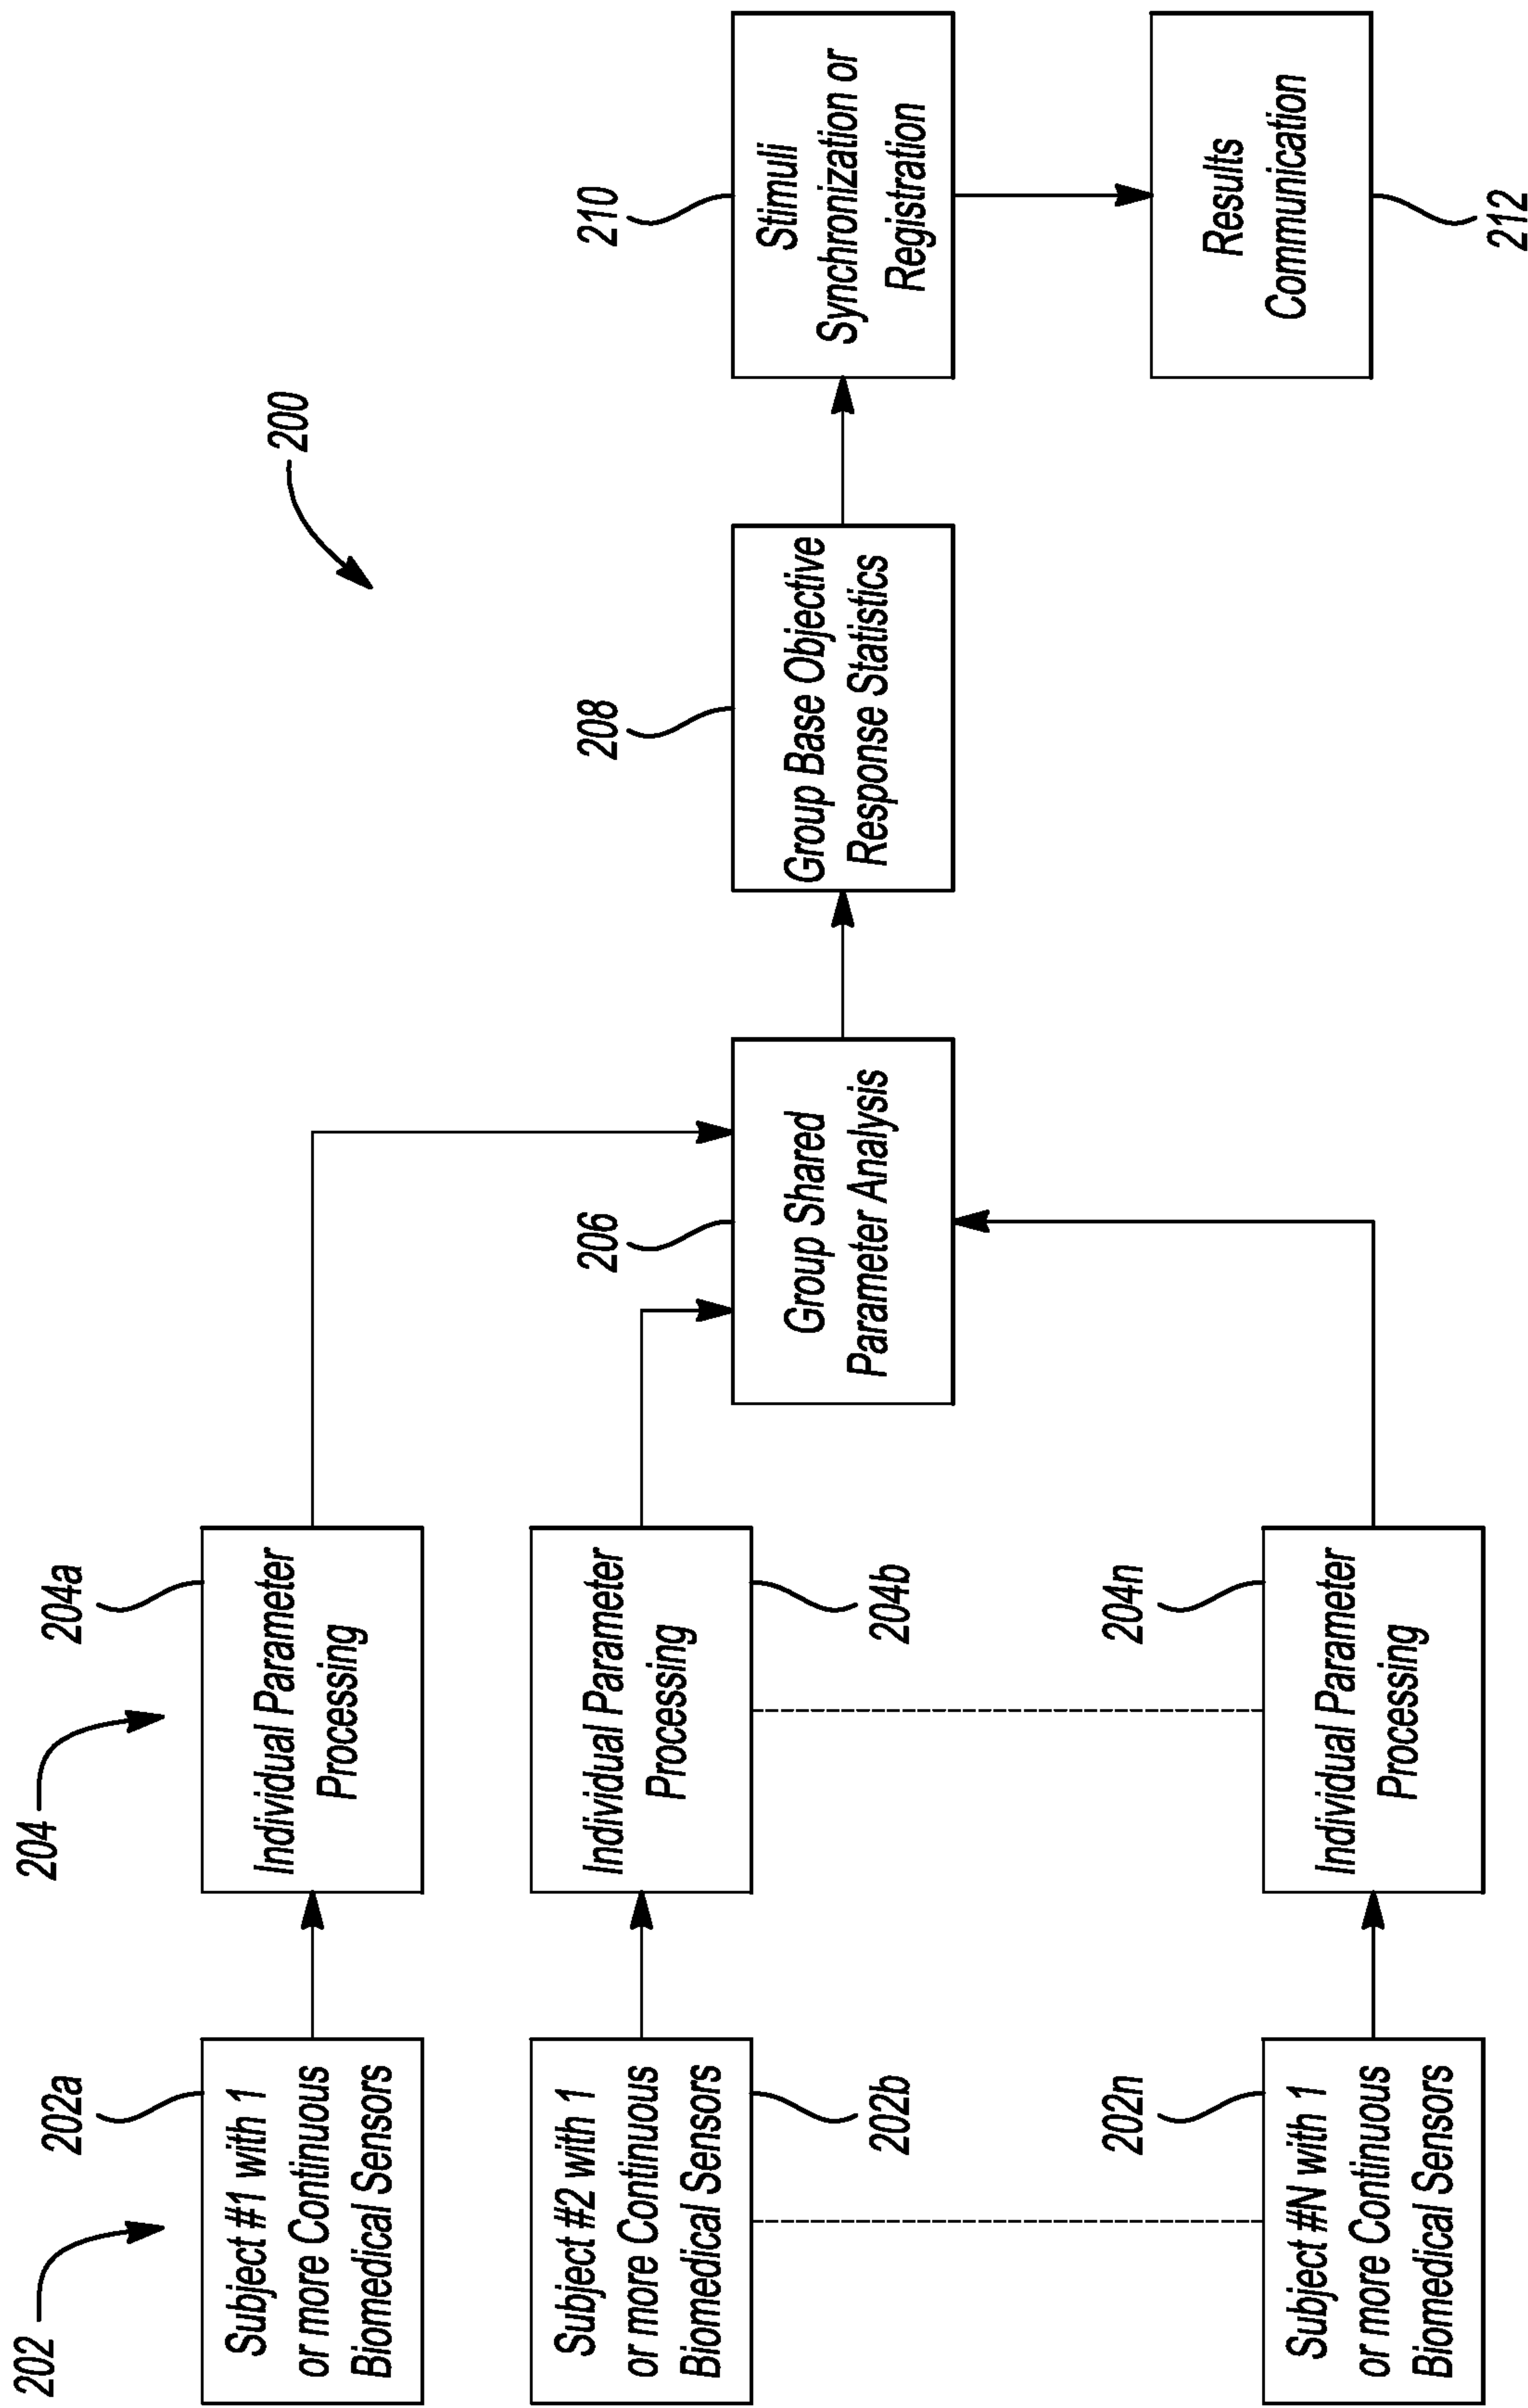 200
202
202a
Subject #1 with 1
or more Continuous
Biomedical Sensors
204
204a
Individual Parameter
Processing
Subject #2 with 1
or more Continuous
Biomedical Sensors
202b
Individual Parameter
Processing
204b
202n
Subject #N with 1
or more Continuous
Biomedical Sensors
204n
Individual Parameter
Processing
206
Group Shared
Parameter Analysis
208
Group Base Objective
Response Statistics
210
Stimuli
Synchronization or
Registration
Results
Communication
212